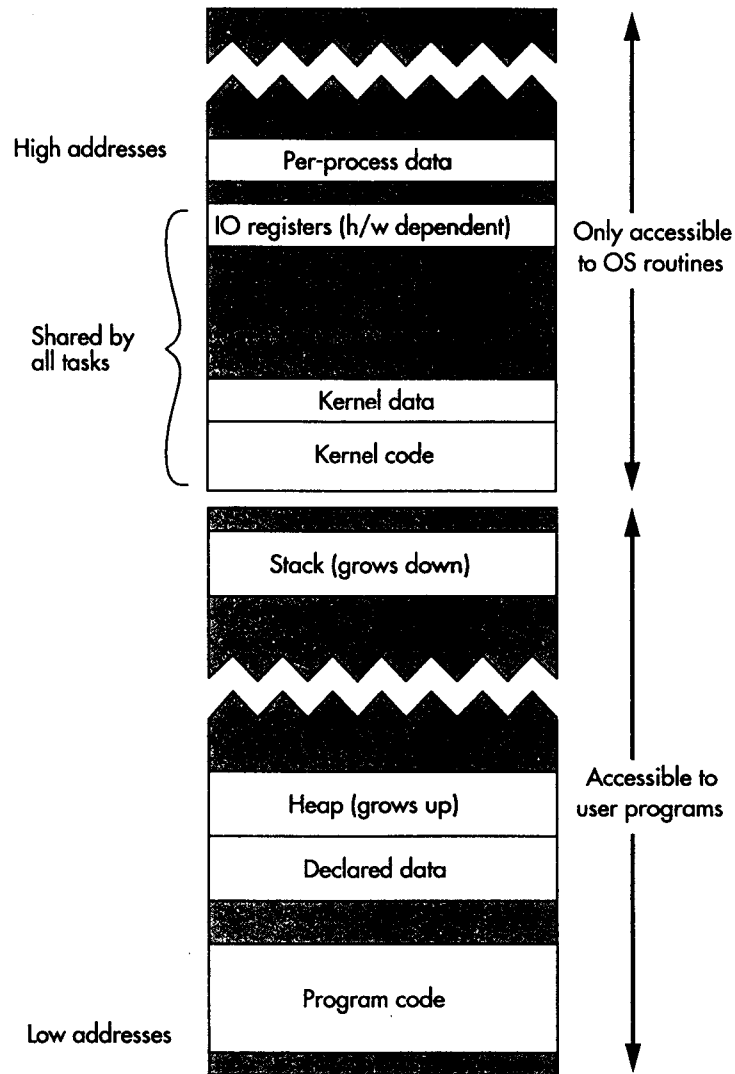 High addresses
Per-process data
IO registers (h/w dependent)
Only accessible
to OS routines
Shared by
all tasks
Kernel data
Kernel code
Stack (grows down)
Heap (grows up)
Accessible to
user programs
Declared data
Program code
Low addresses